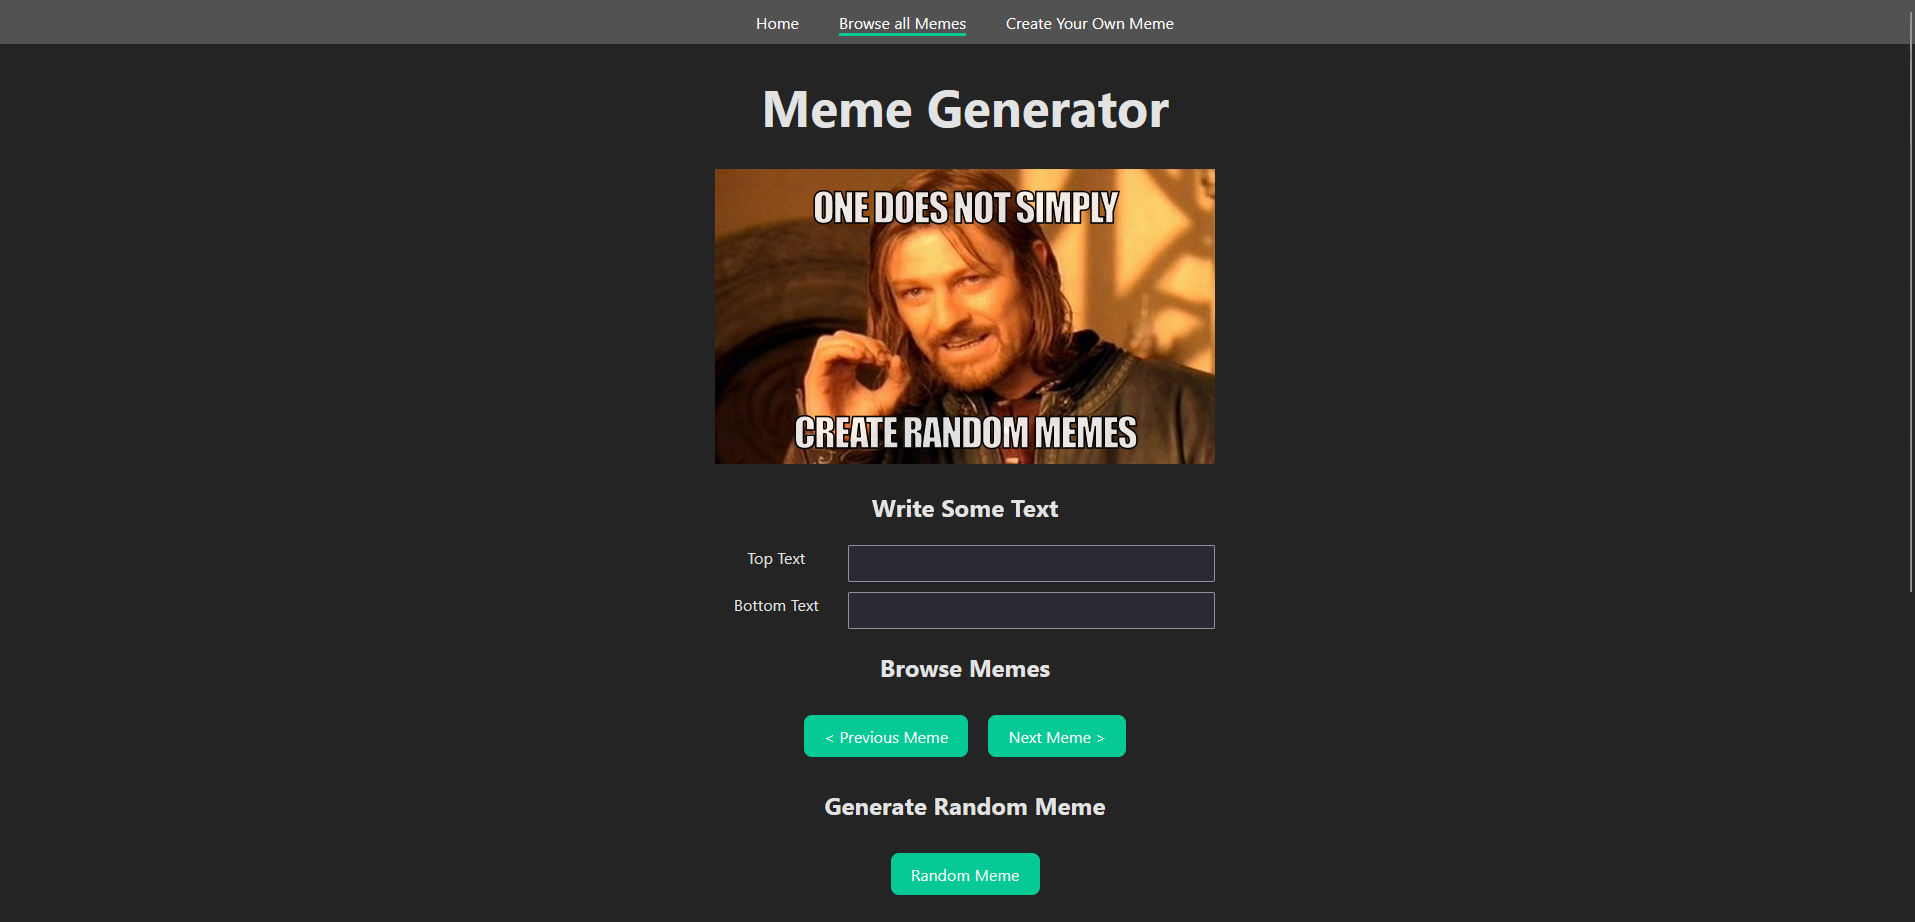 Home Browse all Memes Create Your Own Meme
Meme Generator
ONE DOES NOT SIMPLY
CREATE RANDOM MEMES
Write Some Text
Top Text
Bottom Text
Browse Memes
< Previous Meme Next Meme >
Generate Random Meme
Random Meme